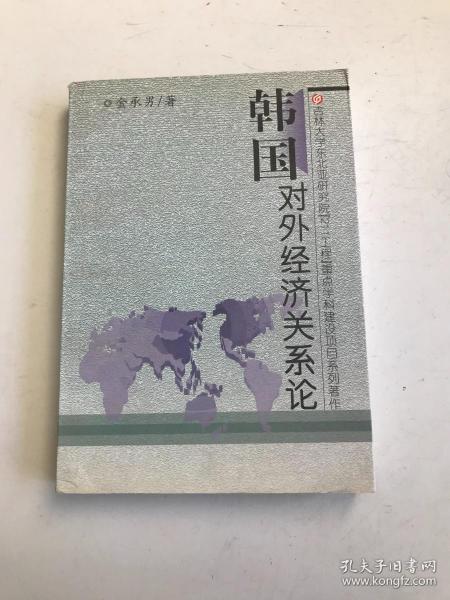 金承男/著
韩国
对外经济关系论
吉林大学东北亚研究院“211工程”重点学科建设项目系列著作
孔夫子旧书网
www.kongfz.com